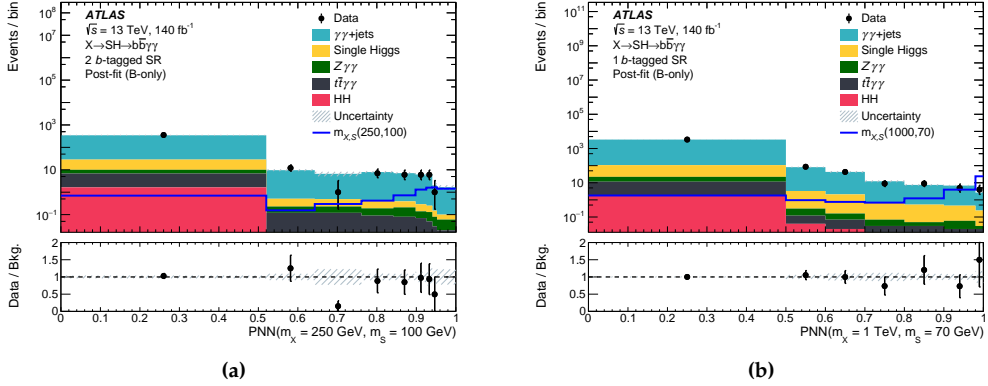 ATLAS
√s = 13 TeV, 140 fb⁻¹
X→SH→bb̄γγ
2 b-tagged SR
Post-fit (B-only)
Data
γγ+jets
Single Higgs
Zγγ
tt̄γγ
HH
Uncertainty
m_X,S(250,100)
Events / bin
10⁹
10⁷
10⁵
10³
10
10⁻¹
Data / Bkg.
2
1.5
1
0.5
0
0 0.1 0.2 0.3 0.4 0.5 0.6 0.7 0.8 0.9 1
PNN(m_X = 250 GeV, m_S = 100 GeV)
(a)
ATLAS
√s = 13 TeV, 140 fb⁻¹
X→SH→bb̄γγ
1 b-tagged SR
Post-fit (B-only)
Data
γγ+jets
Single Higgs
Zγγ
tt̄γγ
HH
Uncertainty
m_X,S(1000,70)
Events / bin
10¹¹
10⁹
10⁷
10⁵
10³
10
10⁻¹
Data / Bkg.
2
1.5
1
0.5
0
0 0.1 0.2 0.3 0.4 0.5 0.6 0.7 0.8 0.9 1
PNN(m_X = 1 TeV, m_S = 70 GeV)
(b)